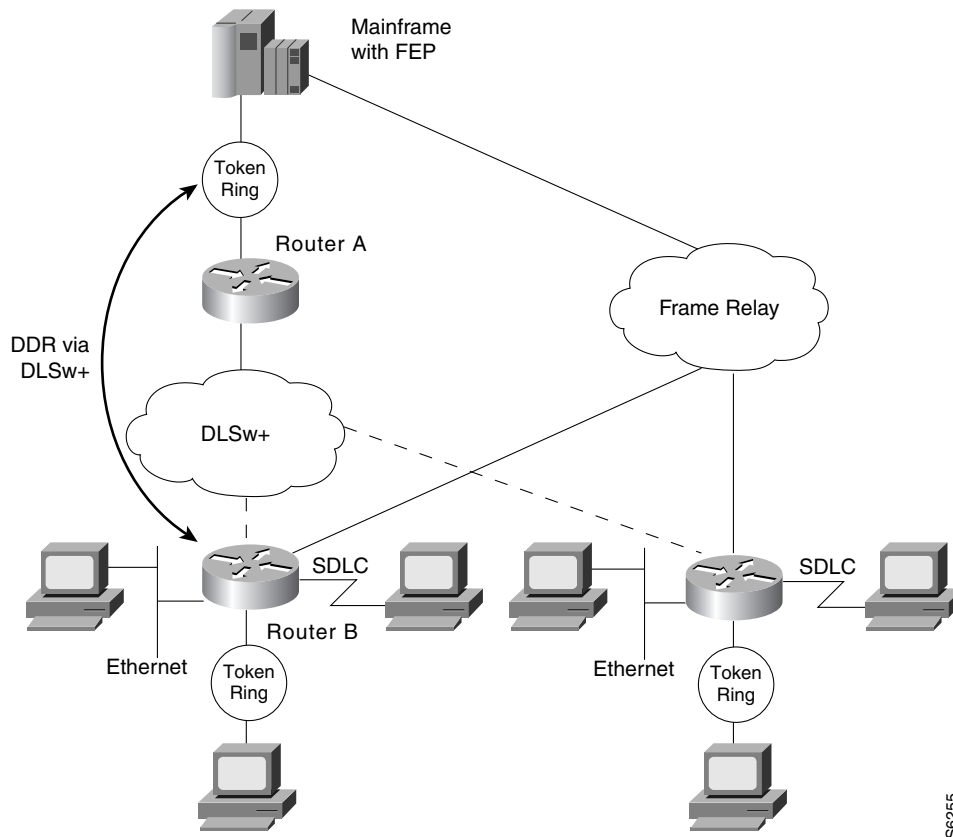 Mainframe
with FEP
Token
Ring
Router A
Frame Relay
DDR via
DLSw+
DLSw+
SDLC
SDLC
Router B
Ethernet
Ethernet
Token
Ring
Token
Ring
S6255